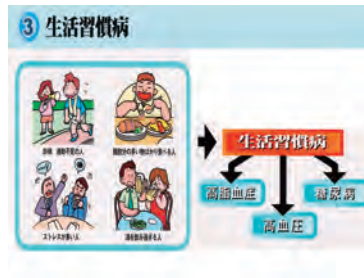 ③ 生活習慣病
運動不足の人
脂肪分の多い物ばかり食べる人
ストレスが多い人
酒を飲み過ぎる人
生活習慣病
高脂血症
高血圧
糖尿病